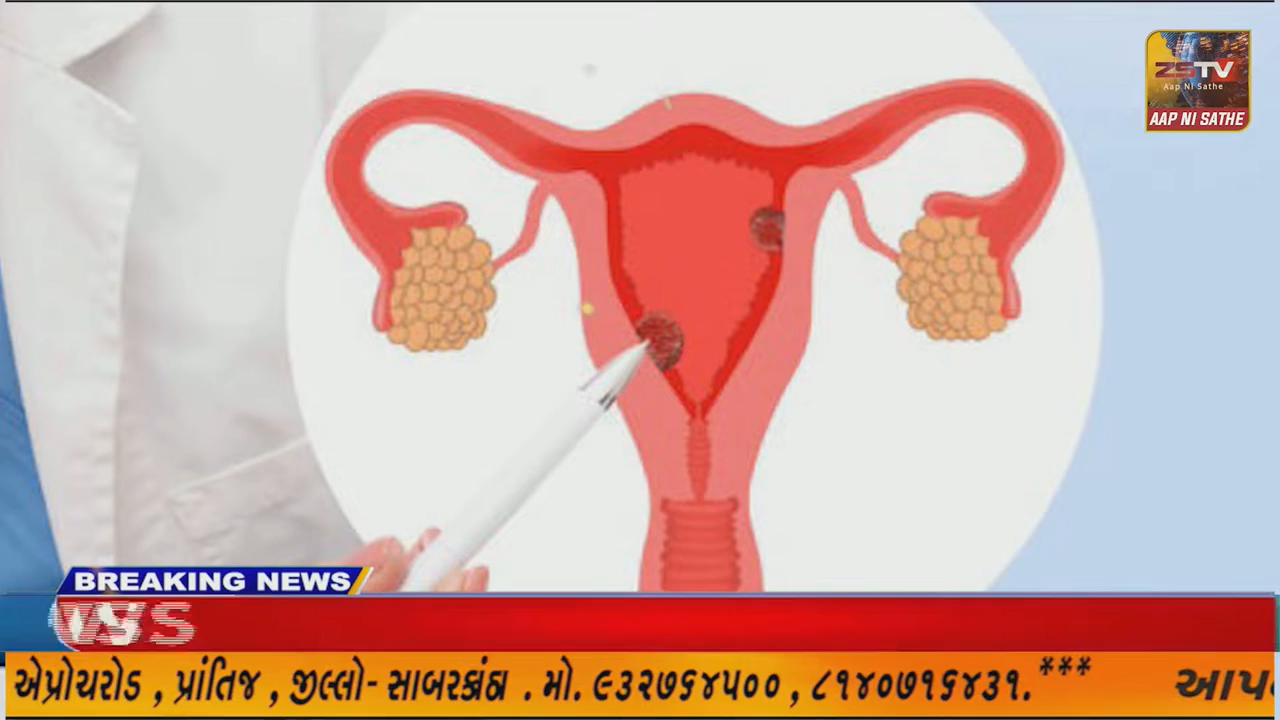 ZSTV
Aap Ni Sathe
AAP NI SATHE
BREAKING NEWS
એપ્રોચરોડ , પ્રાંતિજ , જીલ્લો- સાબરકાંઠા . મો. ૯૩૨૭૬૪૫૦૦ , ૮૧૪૦૭૧૬૪૩૧. ***